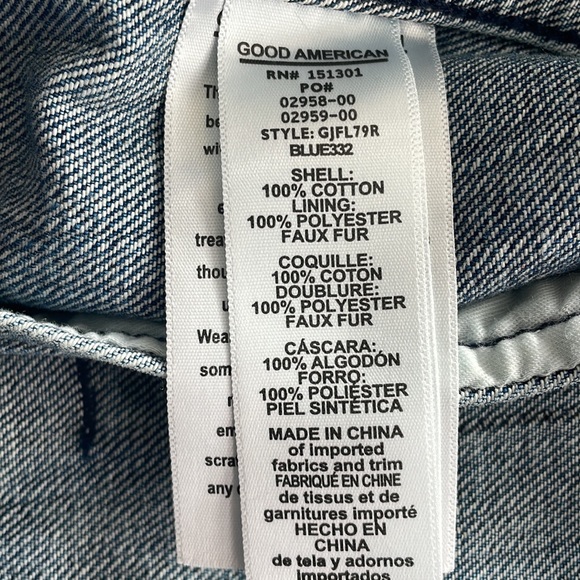 GOOD AMERICAN
RN# 151301
PO#
02958-00
02959-00
STYLE: GJFL79R
BLUE332
SHELL:
100% COTTON
LINING:
100% POLYESTER
FAUX FUR
COQUILLE:
100% COTON
DOUBLURE:
100% POLYESTER
FAUX FUR
CÁSCARA:
100% ALGODÓN
FORRO:
100% POLIÉSTER
PIEL SINTÉTICA
MADE IN CHINA
of imported
fabrics and trim
FABRIQUÉ EN CHINE
de tissus et de
garnitures importé
HECHO EN
CHINA
de tela y adornos
importados